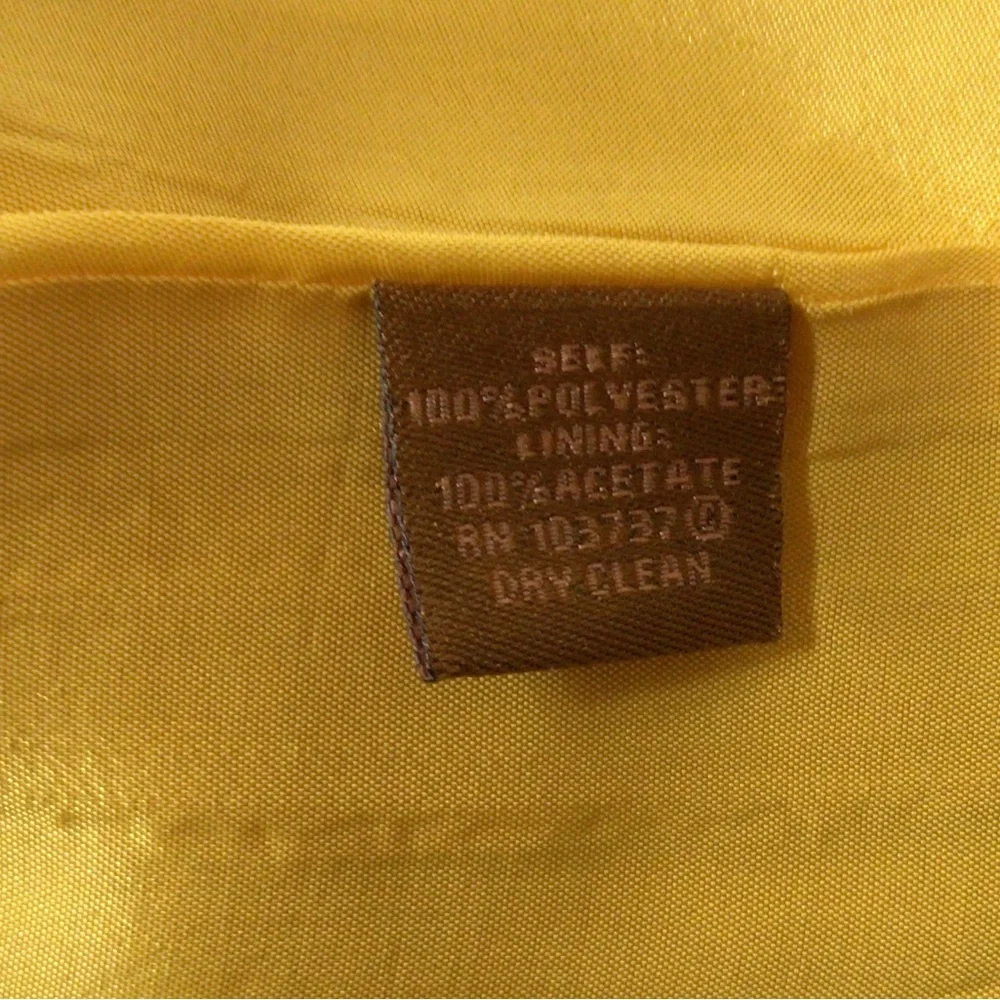 SELF:
100%POLYESTER
LINING:
100%ACETATE
RN 103737 Ⓒ
DRY CLEAN